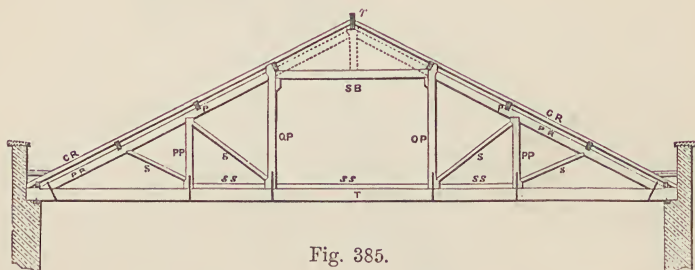 r
SB
P P
CR CR
PR PR
QP QP
PP PP
S S S S
SS SS SS
T
Fig. 385.